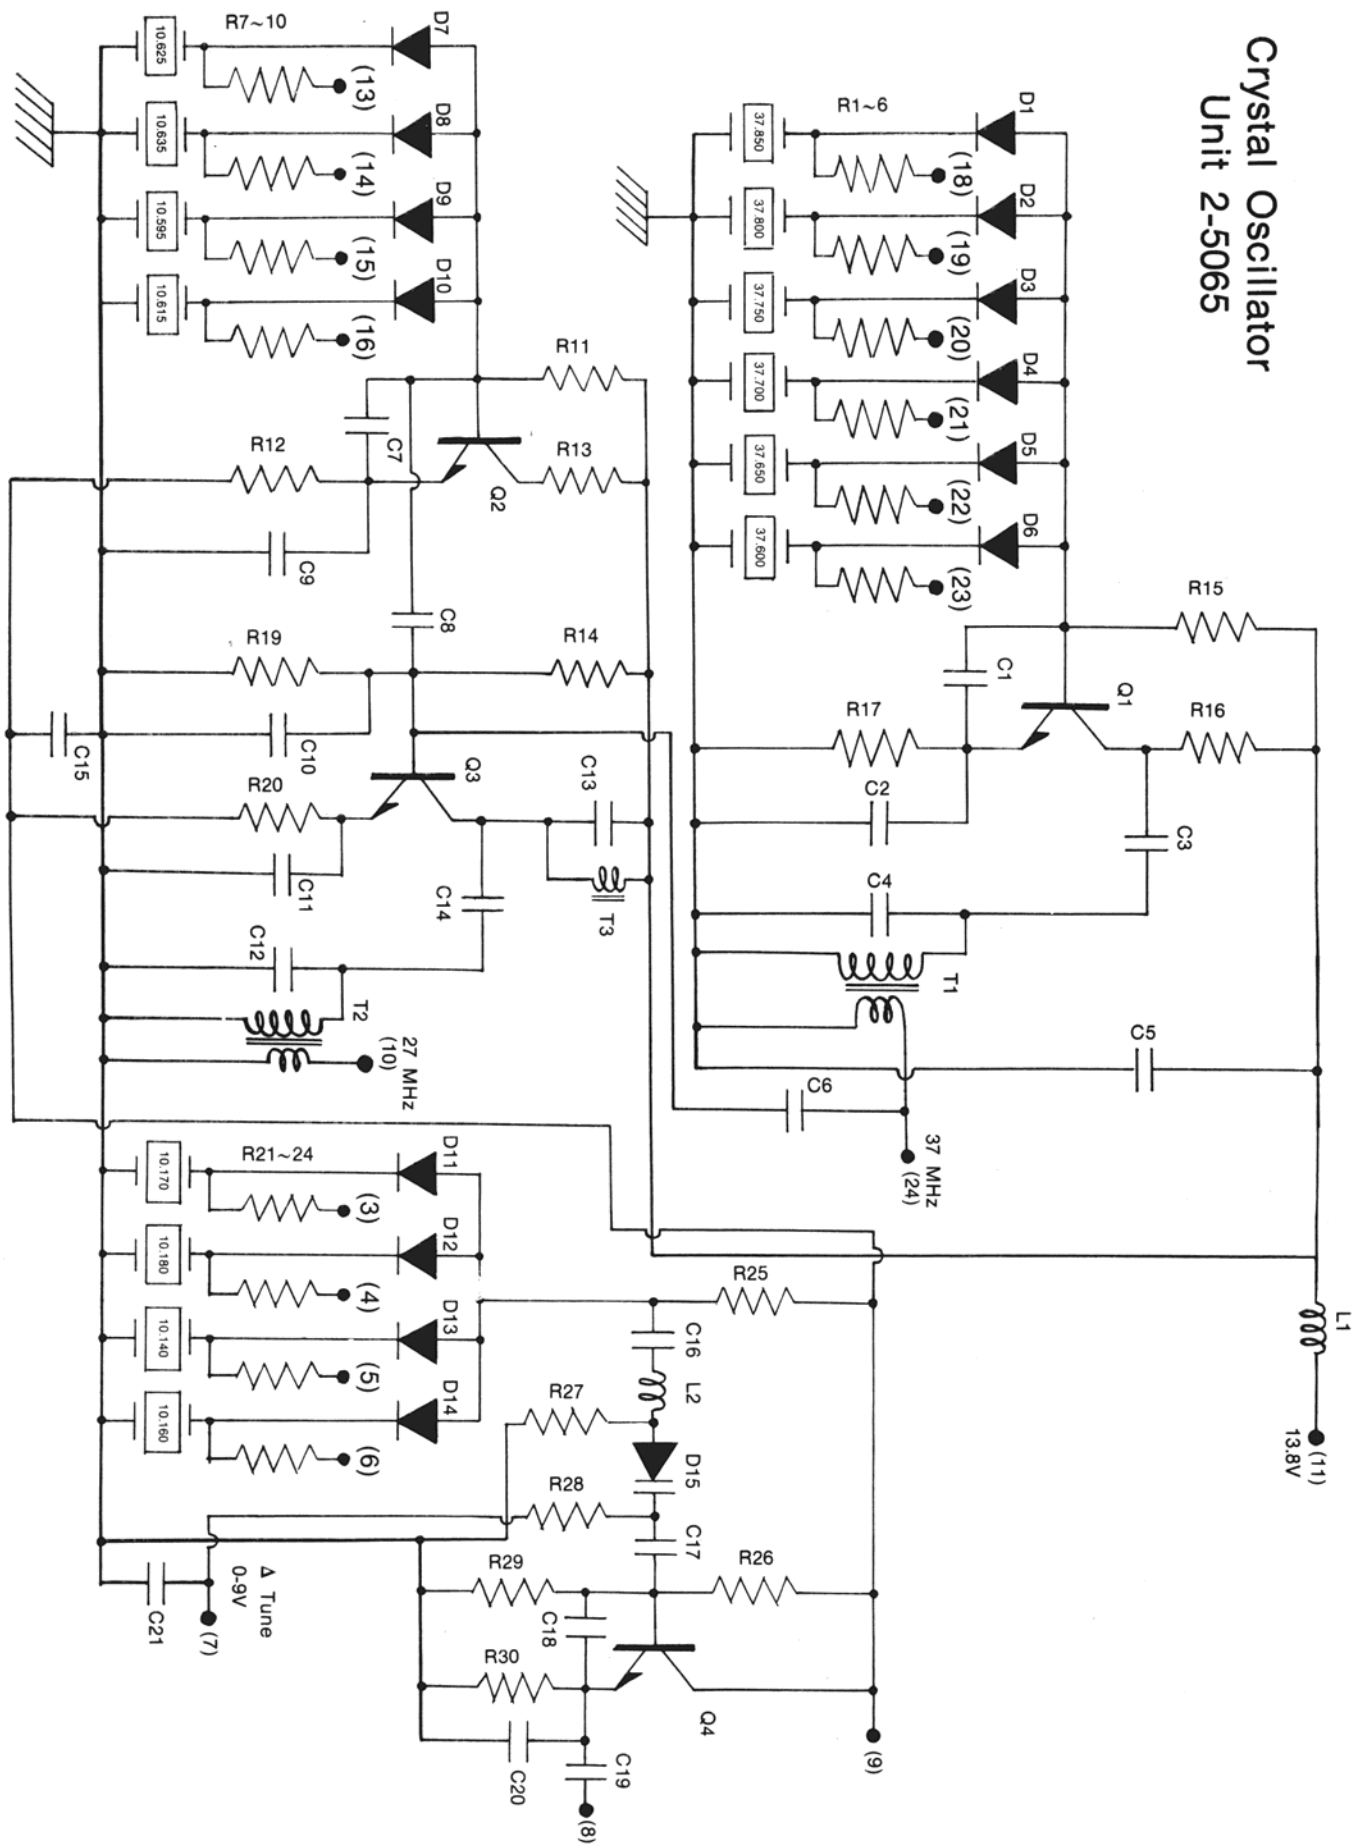 Crystal Oscillator
Unit 2-5065
D1
D2
D3
D4
D5
D6
R1~6
(18)
(19)
(20)
(21)
(22)
(23)
37.850
37.800
37.750
37.700
37.650
37.600
R15
Q1
R16
C1
R17
C2
C3
C4
T1
C5
C6
37 MHz
(24)
L1
(11)
13.8V
D7
D8
D9
D10
R7~10
(13)
(14)
(15)
(16)
10.625
10.635
10.595
10.615
R11
R13
C7
Q2
R12
C9
C8
R14
R19
C10
C15
Q3
C13
T3
R20
C11
C14
C12
T2
27 MHz
(10)
D11
D12
D13
D14
R21~24
(3)
(4)
(5)
(6)
10.170
10.180
10.140
10.160
R25
C16
L2
R27
D15
R28
C17
R26
R29
C18
R30
Q4
C20
C19
(8)
(9)
Δ Tune
0-9V
(7)
C21